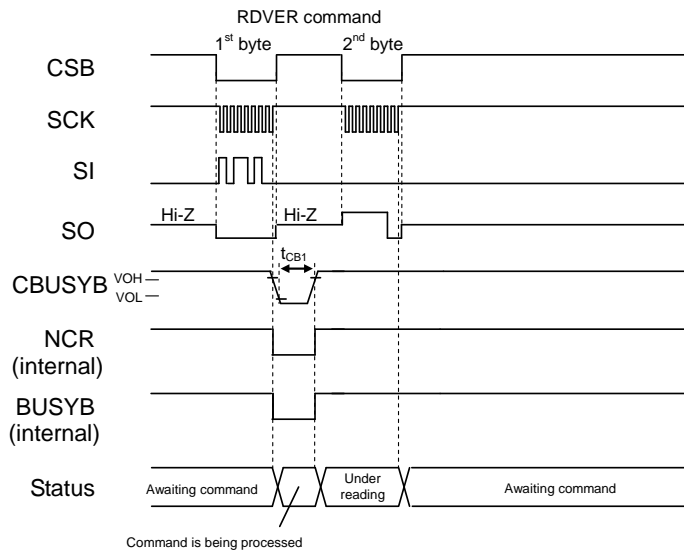 RDVER command
1st byte 2nd byte
CSB
SCK
SI
Hi-Z Hi-Z
SO
tCB1
VOH
CBUSYB
VOL
NCR
(internal)
BUSYB
(internal)
Status
Awaiting command
Under
reading
Awaiting command
Command is being processed